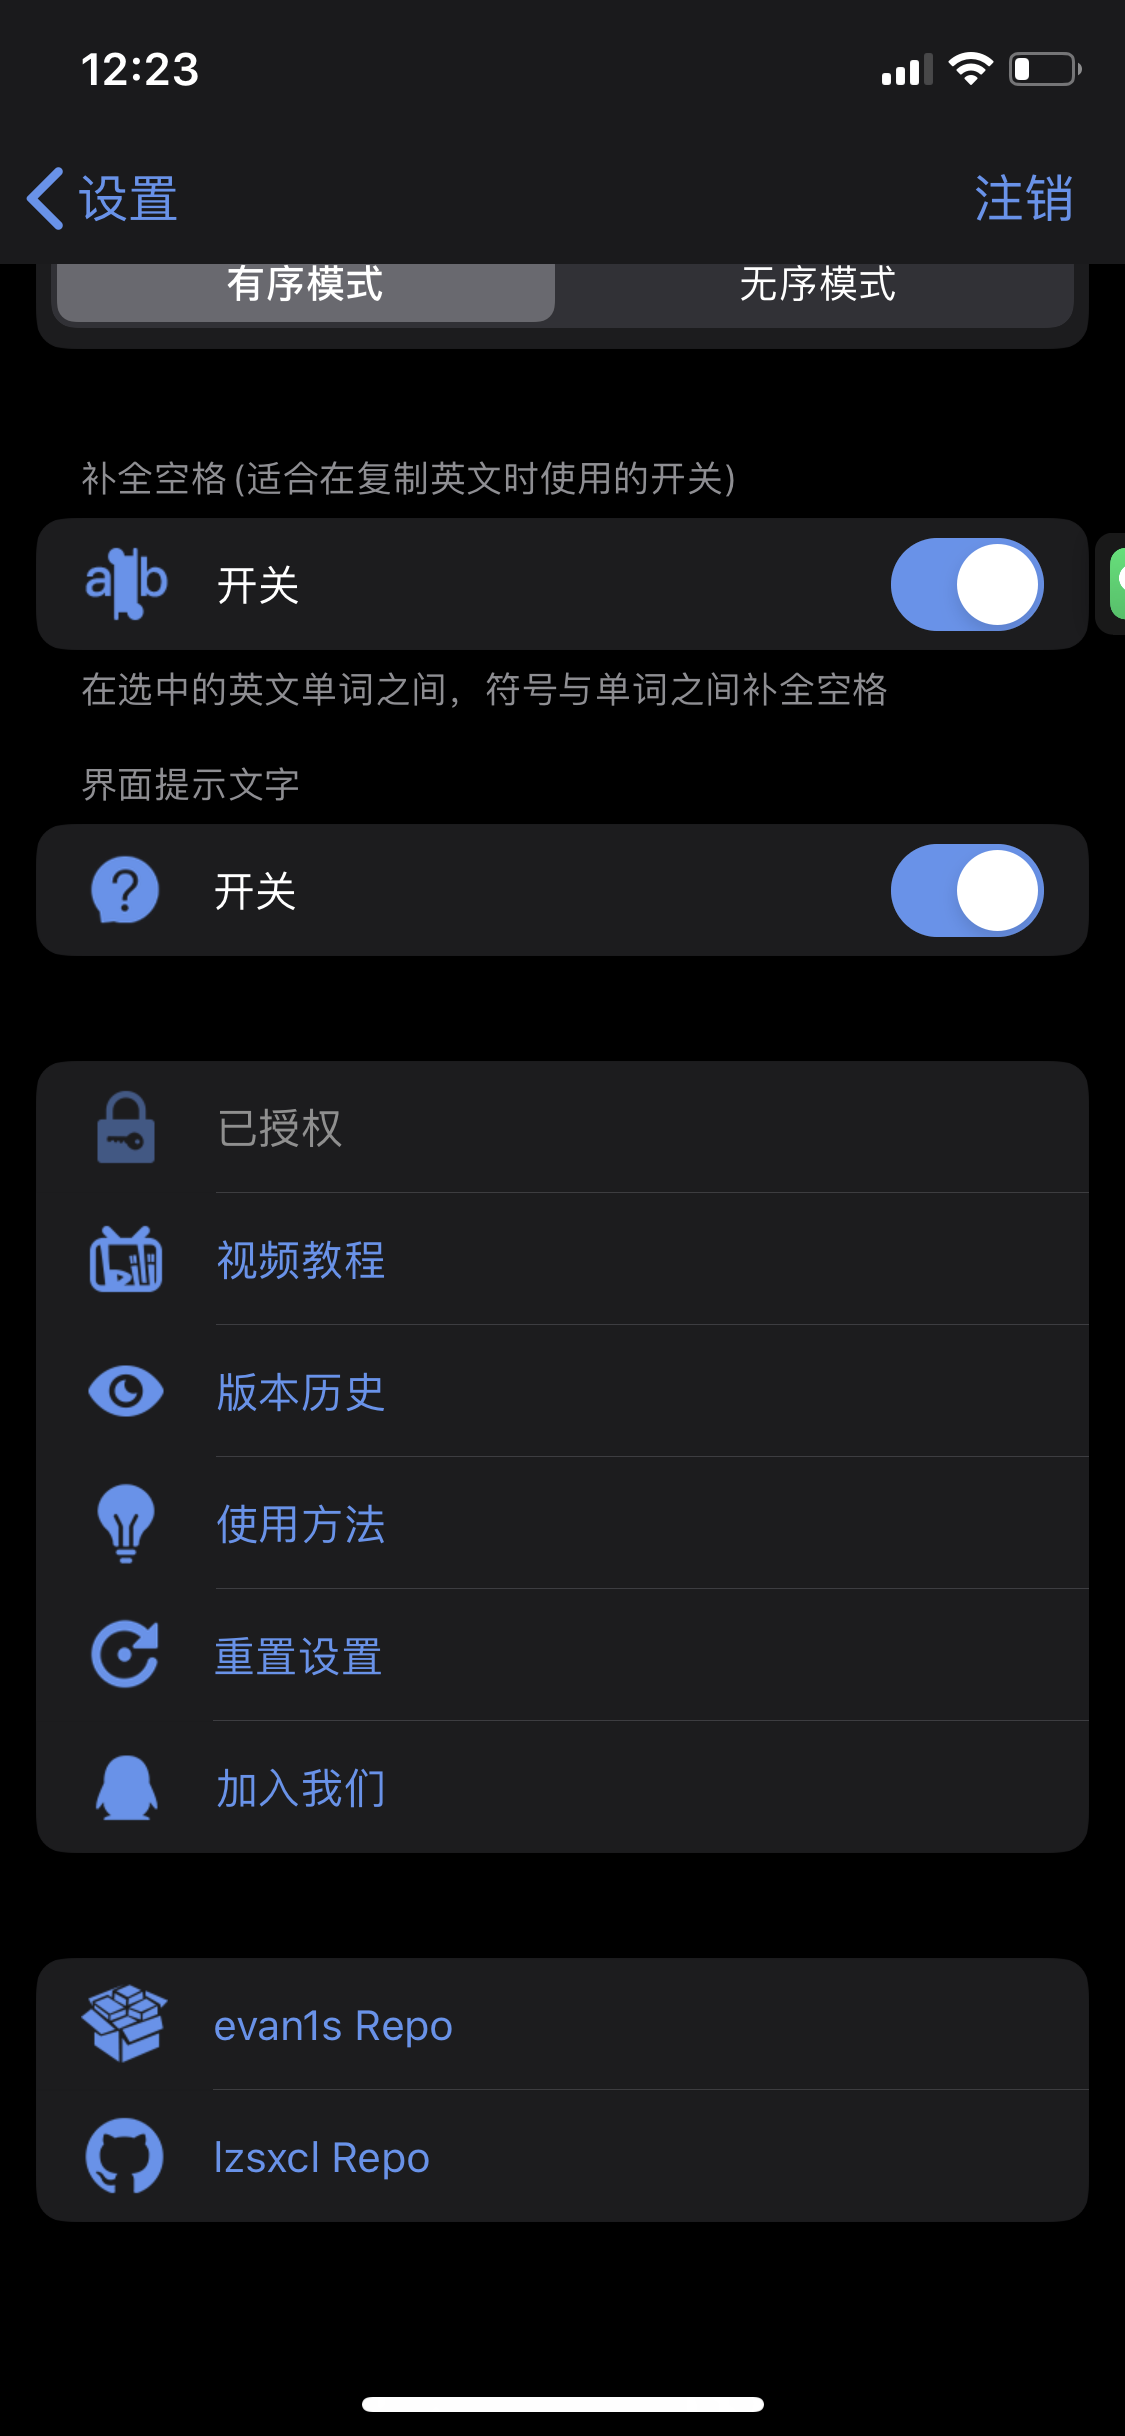 12:23
设置
注销
有序模式
无序模式
补全空格 (适合在复制英文时使用的开关)
a b
开关
在选中的英文单词之间，符号与单词之间补全空格
界面提示文字
?
开关
已授权
视频教程
版本历史
使用方法
重置设置
加入我们
evan1s Repo
lzsxcl Repo